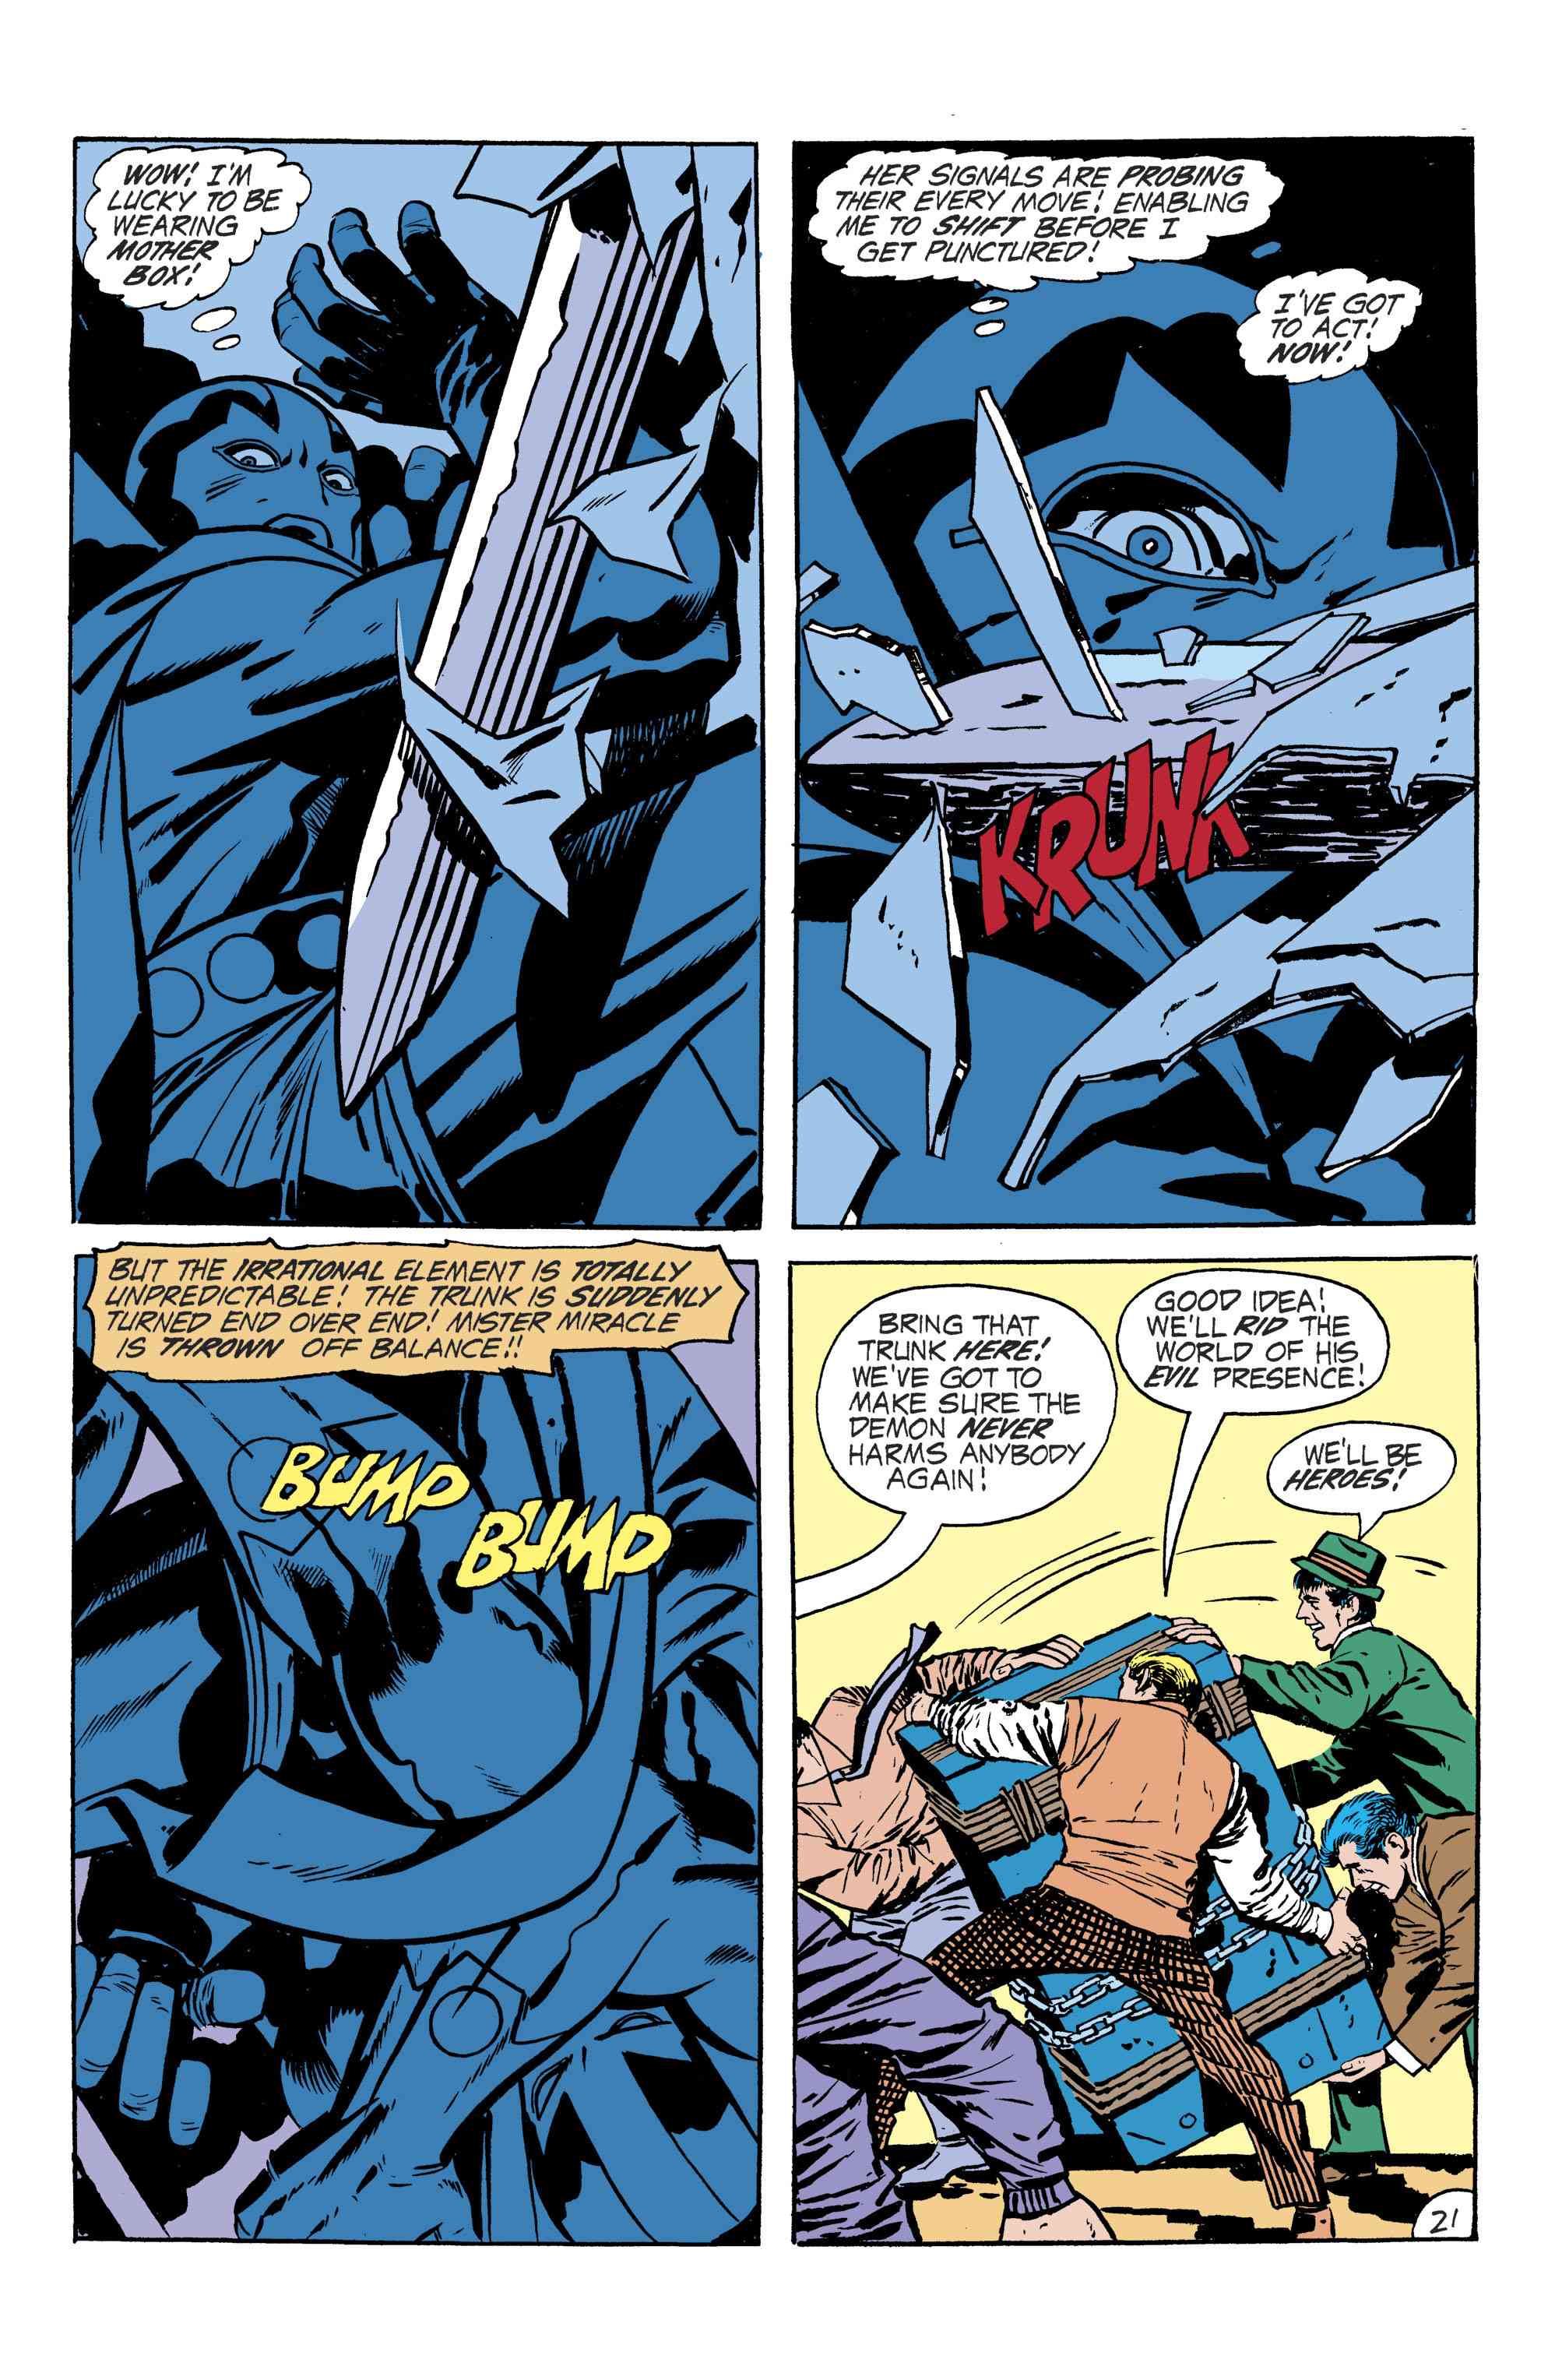 WOW! I'M
LUCKY TO BE
WEARING
MOTHER
BOX!
HER SIGNALS ARE PROBING
THEIR EVERY MOVE! ENABLING
ME TO SHIFT BEFORE I
GET PUNCTURED!
I'VE GOT
TO ACT!
NOW!
KRUNK
BUT THE IRRATIONAL ELEMENT IS TOTALLY
UNPREDICTABLE! THE TRUNK IS SUDDENLY
TURNED END OVER END! MISTER MIRACLE
IS THROWN OFF BALANCE!!
BUMP
BUMP
BRING THAT
TRUNK HERE!
WE'VE GOT TO
MAKE SURE THE
DEMON NEVER
HARMS ANYBODY
AGAIN!
GOOD IDEA!
WE'LL RID THE
WORLD OF HIS
EVIL PRESENCE!
WE'LL BE
HEROES!
21